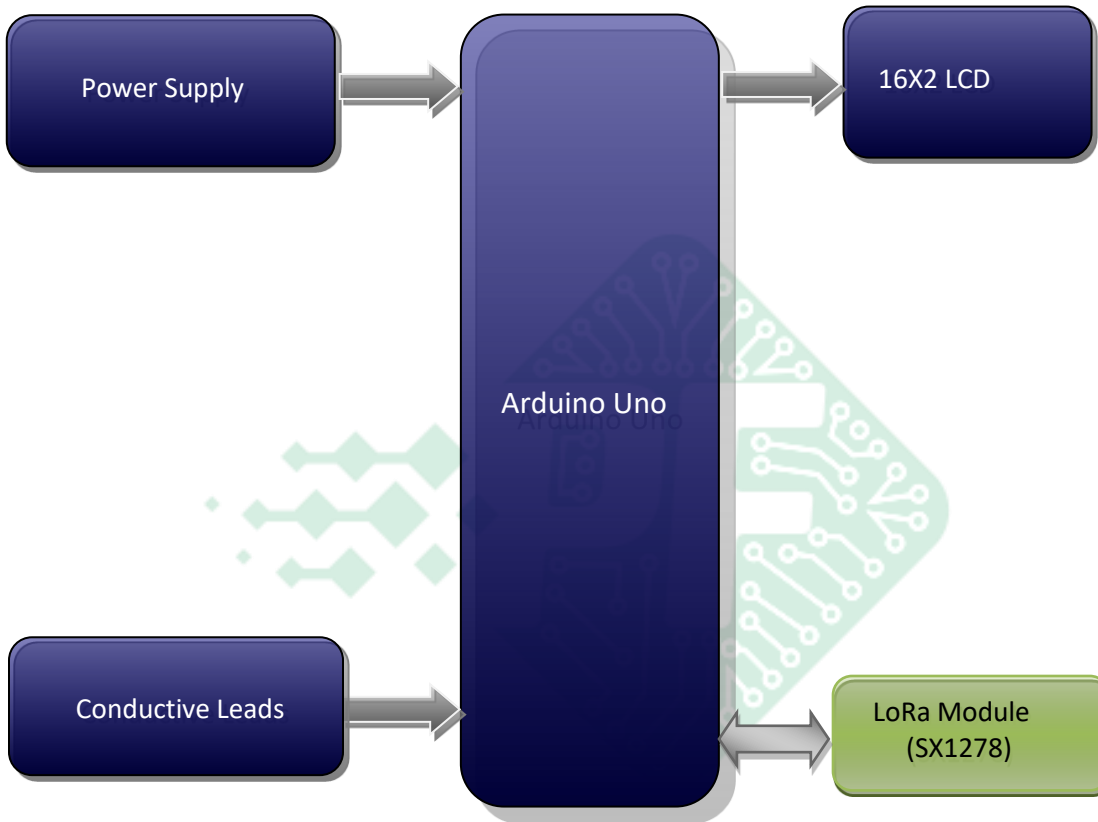 Power Supply
16X2 LCD
Arduino Uno
Arduino Uno
Conductive Leads
LoRa Module
(SX1278)